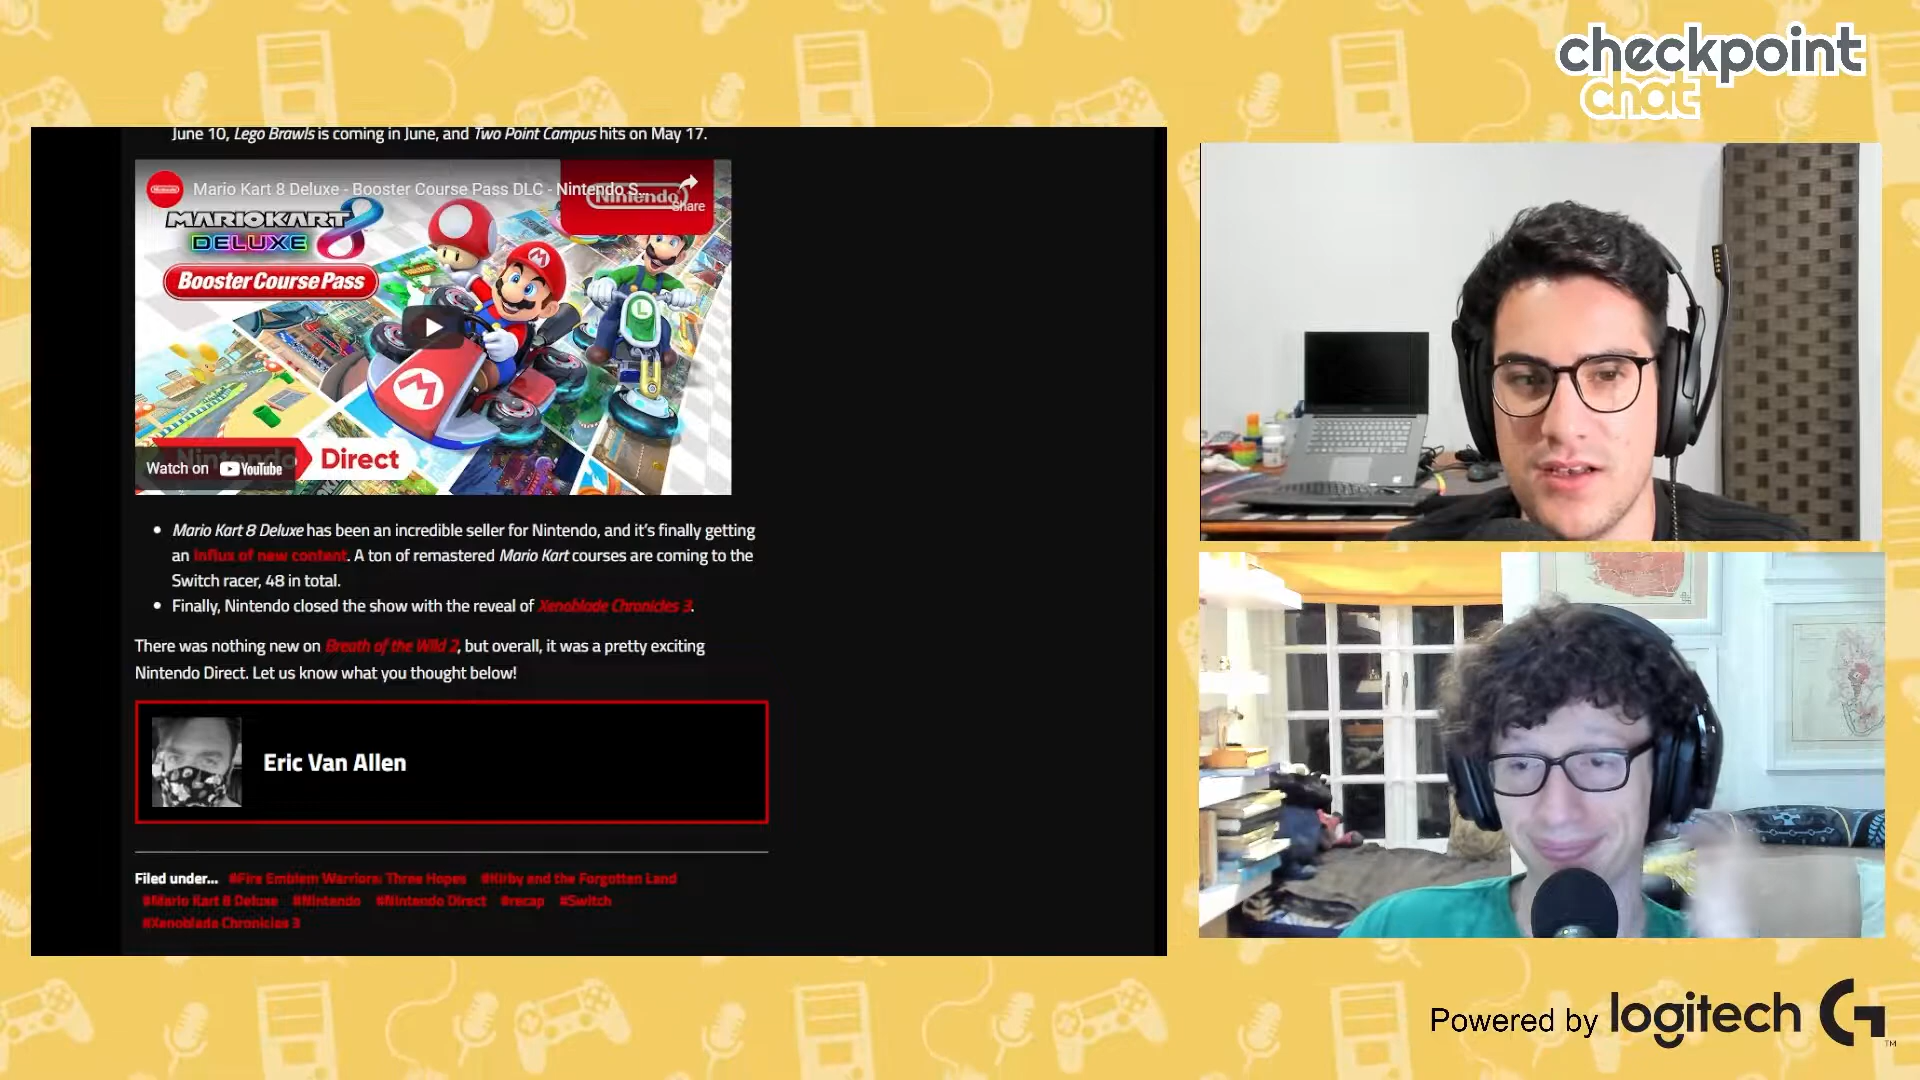 checkpoint
chat
June 10, Lego Brawls is coming in June, and Two Point Campus hits on May 17.
Mario Kart 8 Deluxe - Booster Course Pass DLC - Nintendo S...
Nintendo
Share
MARIOKART 8
DELUXE
Booster Course Pass
L
Watch on YouTube
Nintendo Direct
• Mario Kart 8 Deluxe has been an incredible seller for Nintendo, and it's finally getting
an influx of new content. A ton of remastered Mario Kart courses are coming to the
Switch racer, 48 in total.
• Finally, Nintendo closed the show with the reveal of Xenoblade Chronicles 3.
There was nothing new on Breath of the Wild 2, but overall, it was a pretty exciting
Nintendo Direct. Let us know what you thought below!
Eric Van Allen
Filed under... #Fire Emblem Warriors: Three Hopes #Kirby and the Forgotten Land
#Mario Kart 8 Deluxe #Nintendo #Nintendo Direct #recap #Switch
#Xenoblade Chronicles 3
Powered by logitech G
TM